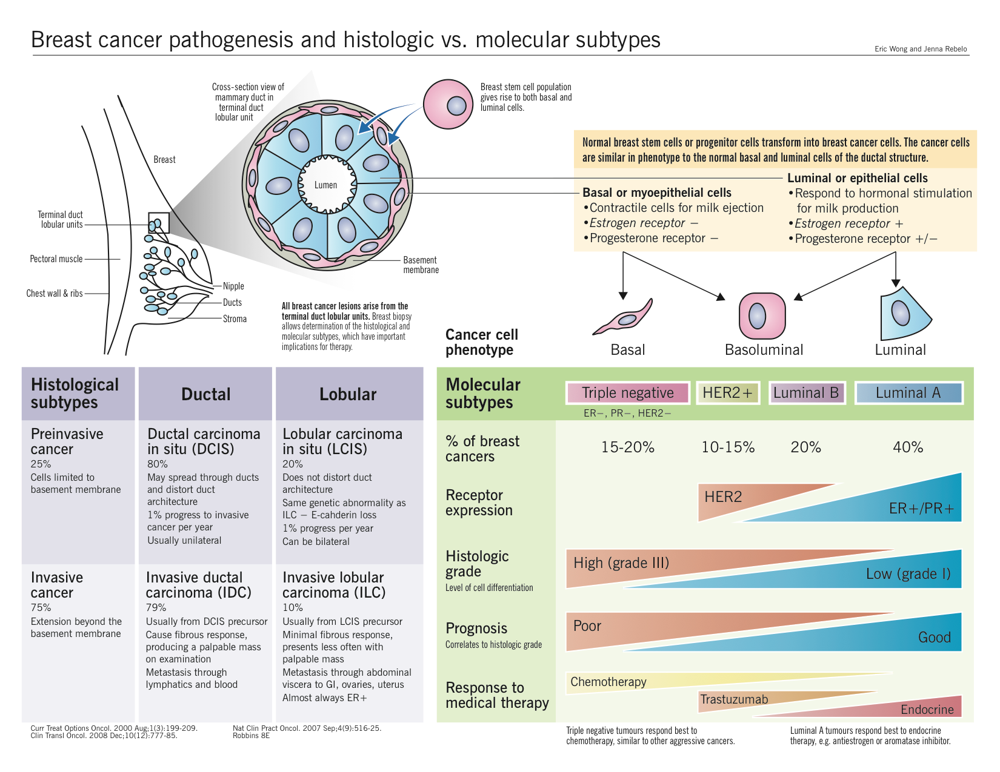 Breast cancer pathogenesis and histologic vs. molecular subtypes
Eric Wong and Jenna Rebelo
Cross-section view of
mammary duct in
terminal duct
lobular unit
Breast stem cell population
gives rise to both basal and
luminal cells.
Breast
Lumen
Terminal duct
lobular units
Pectoral muscle
Chest wall & ribs
Nipple
Ducts
Stroma
Basement
membrane
All breast cancer lesions arise from the
terminal duct lobular units. Breast biopsy
allows determination of the histological and
molecular subtypes, which have important
implications for therapy.
Normal breast stem cells or progenitor cells transform into breast cancer cells. The cancer cells
are similar in phenotype to the normal basal and luminal cells of the ductal structure.
Basal or myoepithelial cells
•Contractile cells for milk ejection
•Estrogen receptor −
•Progesterone receptor −
Luminal or epithelial cells
•Respond to hormonal stimulation
for milk production
•Estrogen receptor +
•Progesterone receptor +/−
Cancer cell
phenotype
Basal
Basoluminal
Luminal
Histological
subtypes
Ductal
Lobular
Preinvasive
cancer
25%
Cells limited to
basement membrane
Ductal carcinoma
in situ (DCIS)
80%
May spread through ducts
and distort duct
architecture
1% progress to invasive
cancer per year
Usually unilateral
Lobular carcinoma
in situ (LCIS)
20%
Does not distort duct
architecture
Same genetic abnormality as
ILC − E-cahderin loss
1% progress per year
Can be bilateral
Invasive
cancer
75%
Extension beyond the
basement membrane
Invasive ductal
carcinoma (IDC)
79%
Usually from DCIS precursor
Cause fibrous response,
producing a palpable mass
on examination
Metastasis through
lymphatics and blood
Invasive lobular
carcinoma (ILC)
10%
Usually from LCIS precursor
Minimal fibrous response,
presents less often with
palpable mass
Metastasis through abdominal
viscera to GI, ovaries, uterus
Almost always ER+
Curr Treat Options Oncol. 2000 Aug;1(3):199-209.
Clin Transl Oncol. 2008 Dec;10(12):777-85.
Nat Clin Pract Oncol. 2007 Sep;4(9):516-25.
Robbins 8E
Molecular
subtypes
Triple negative
ER−, PR−, HER2−
HER2+
Luminal B
Luminal A
% of breast
cancers
15-20%
10-15%
20%
40%
Receptor
expression
HER2
ER+/PR+
Histologic
grade
Level of cell differentiation
High (grade III)
Low (grade I)
Prognosis
Correlates to histologic grade
Poor
Good
Response to
medical therapy
Chemotherapy
Trastuzumab
Endocrine
Triple negative tumours respond best to
chemotherapy, similar to other aggressive cancers.
Luminal A tumours respond best to endocrine
therapy, e.g. antiestrogen or aromatase inhibitor.